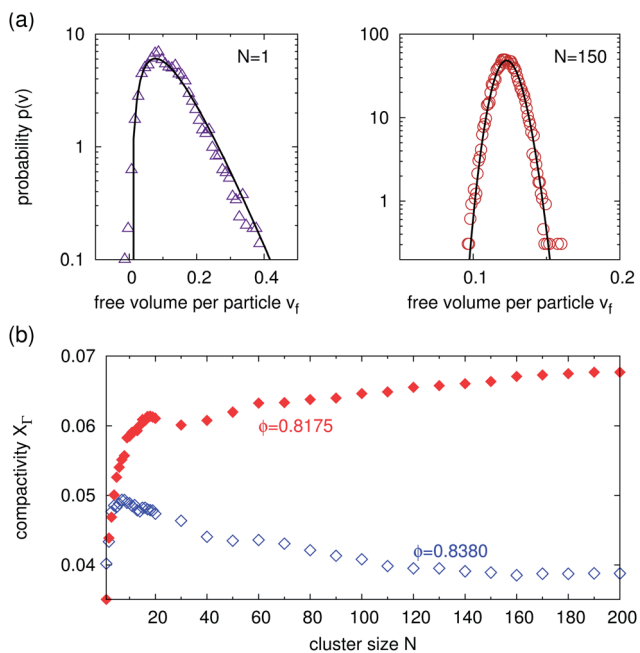 (a)
10
1
0.1
probability p(v)
N=1
0
0.2
0.4
free volume per particle v_f
100
10
1
N=150
0.1
0.2
free volume per particle v_f
(b)
0.07
0.06
0.05
0.04
compactivity X_Γ
ϕ=0.8175
ϕ=0.8380
20
40
60
80
100
120
140
160
180
200
cluster size N